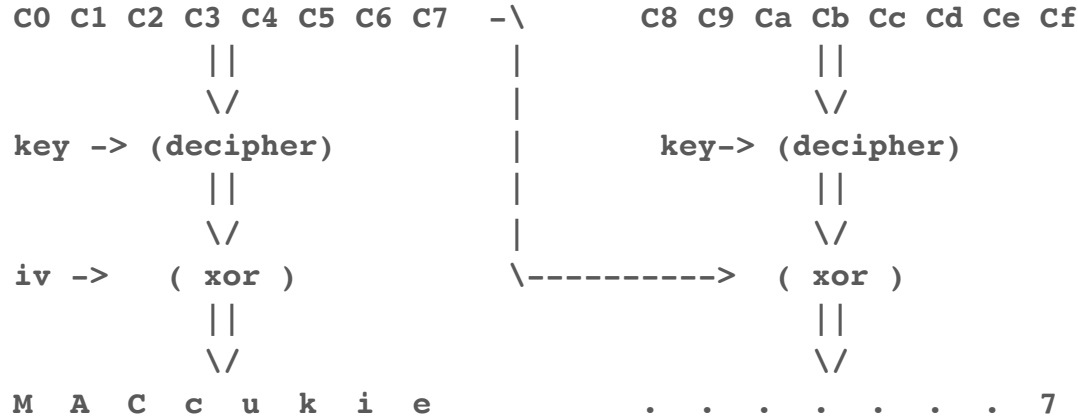 C0 C1 C2 C3 C4 C5 C6 C7  -\        C8 C9 Ca Cb Cc Cd Ce Cf
          ||               |                  ||
          \/               |                  \/
key -> (decipher)          |         key-> (decipher)
          ||               |                  ||
          \/               |                  \/
iv ->   ( xor )            \----------->  ( xor )
          ||                                  ||
          \/                                  \/
M  A  C  c  u  k  i  e             .  .  .  .  .  .  .  7